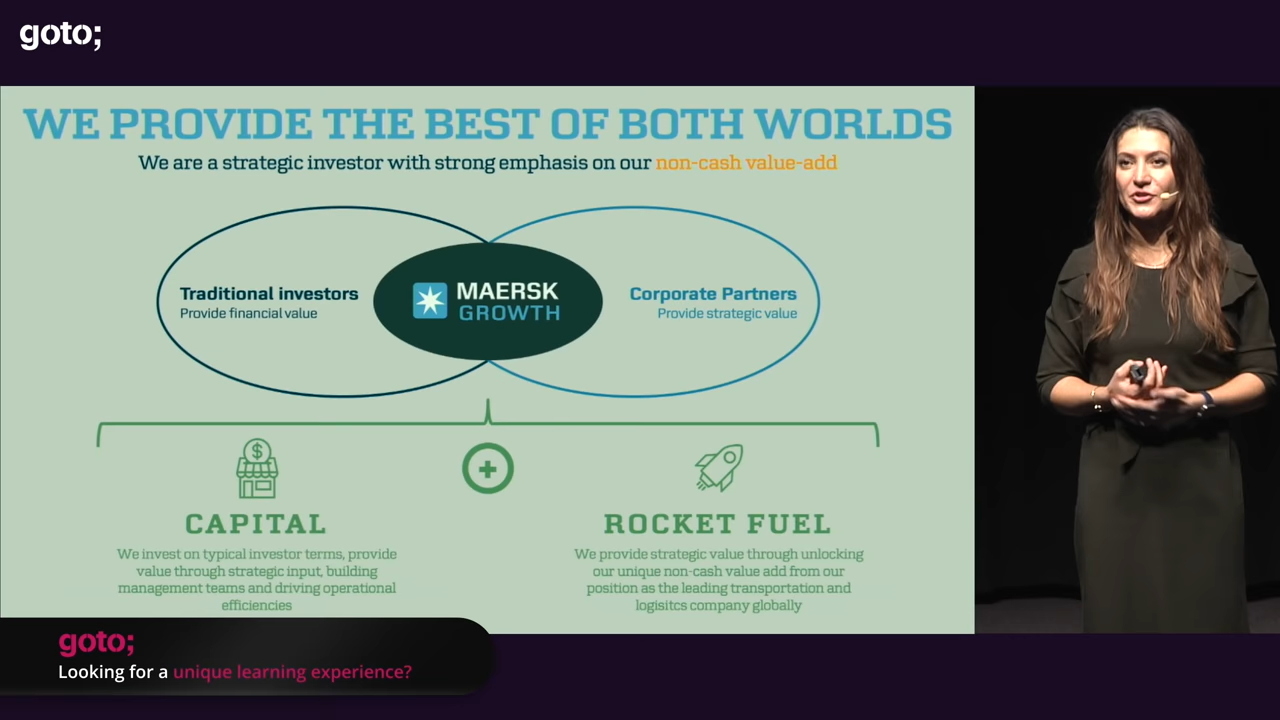 goto;
WE PROVIDE THE BEST OF BOTH WORLDS
We are a strategic investor with strong emphasis on our non-cash value-add
Traditional investors
Provide financial value
MAERSK
GROWTH
Corporate Partners
Provide strategic value
$
CAPITAL
We invest on typical investor terms, provide
value through strategic input, building
management teams and driving operational
efficiencies
ROCKET FUEL
We provide strategic value through unlocking
our unique non-cash value add from our
position as the leading transportation and
logisitcs company globally
goto;
Looking for a unique learning experience?